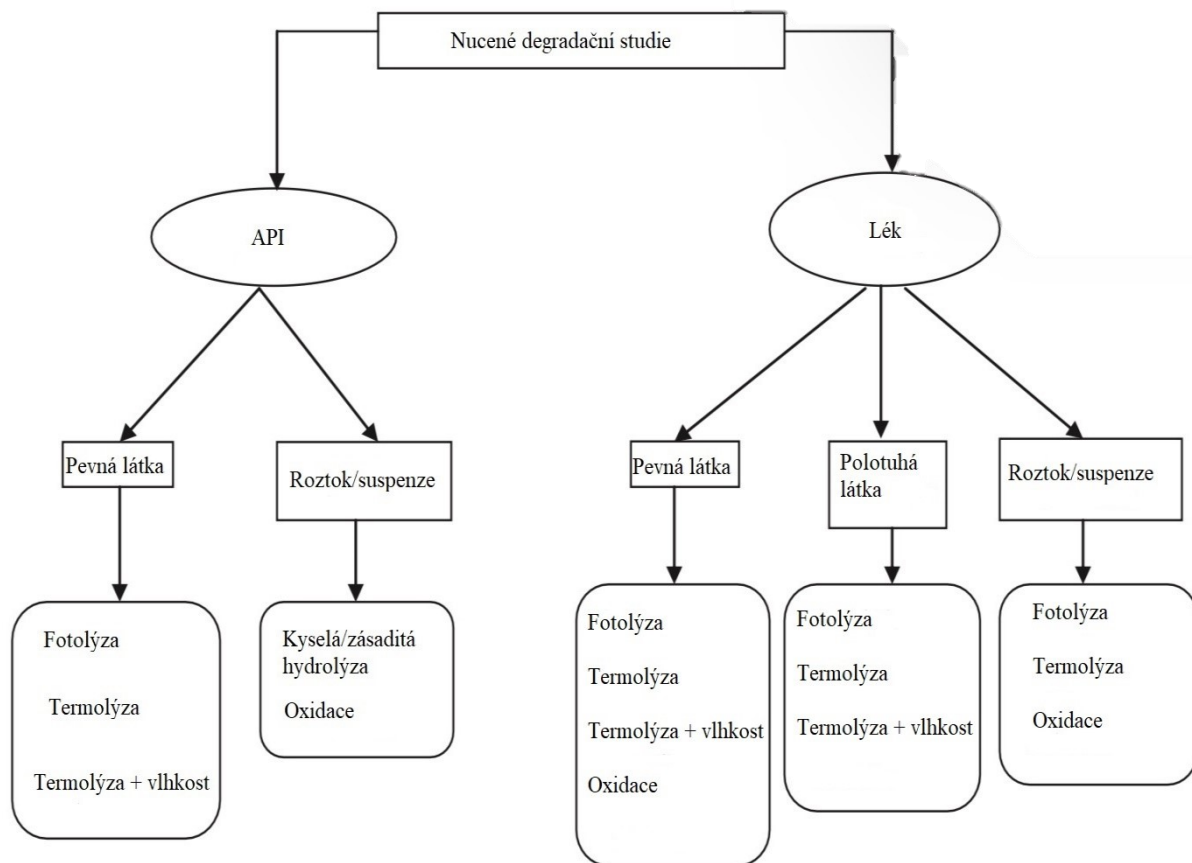 Nucené degradační studie
API
Lék
Pevná látka
Roztok/suspenze
Pevná látka
Polotuhá
látka
Roztok/suspenze
Fotolýza
Termolýza
Termolýza + vlhkost
Kyselá/zásaditá
hydrolýza
Oxidace
Fotolýza
Termolýza
Termolýza + vlhkost
Oxidace
Fotolýza
Termolýza
Termolýza + vlhkost
Fotolýza
Termolýza
Oxidace